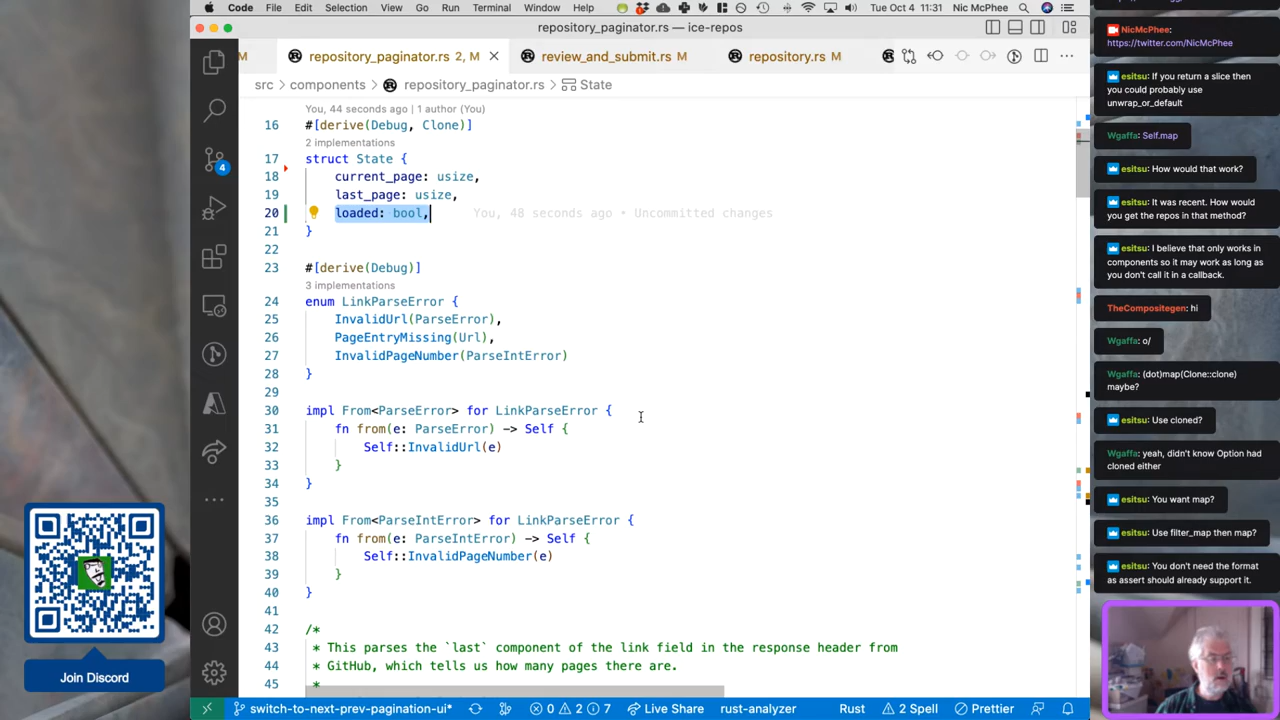 Code File Edit Selection View Go Run Terminal Window Help Tue Oct 4 11:31 Nic McPhee
repository_paginator.rs — ice-repos
M repository_paginator.rs 2, M review_and_submit.rs M repository.rs M
src > components > repository_paginator.rs > State
You, 44 seconds ago | 1 author (You)
16 #[derive(Debug, Clone)]
2 implementations
17 struct State {
18 current_page: usize,
19 last_page: usize,
20 loaded: bool, You, 48 seconds ago • Uncommitted changes
21 }
22
23 #[derive(Debug)]
3 implementations
24 enum LinkParseError {
25 InvalidUrl(ParseError),
26 PageEntryMissing(Url),
27 InvalidPageNumber(ParseIntError)
28 }
29
30 impl From<ParseError> for LinkParseError {
31 fn from(e: ParseError) -> Self {
32 Self::InvalidUrl(e)
33 }
34 }
35
36 impl From<ParseIntError> for LinkParseError {
37 fn from(e: ParseIntError) -> Self {
38 Self::InvalidPageNumber(e)
39 }
40 }
41
42 /*
43 * This parses the `last` component of the link field in the response header from
44 * GitHub, which tells us how many pages there are.
45 *
4
switch-to-next-prev-pagination-ui* 0 2 7 Live Share rust-analyzer Rust 2 Spell Prettier
Join Discord
NicMcPhee:
https://twitter.com/NicMcPhee
esitsu: If you return a slice then
you could probably use
unwrap_or_default
Wgaffa: Self.map
esitsu: How would that work?
esitsu: It was recent. How would
you get the repos in that method?
esitsu: I believe that only works in
components so it may work as long as
you don't call it in a callback.
TheCompositegen: hi
Wgaffa: o/
Wgaffa: (dot)map(Clone::clone)
maybe?
esitsu: Use cloned?
Wgaffa: yeah, didn't know Option had
cloned either
esitsu: You want map?
esitsu: Use filter_map then map?
esitsu: You don't need the format
as assert should already support it.